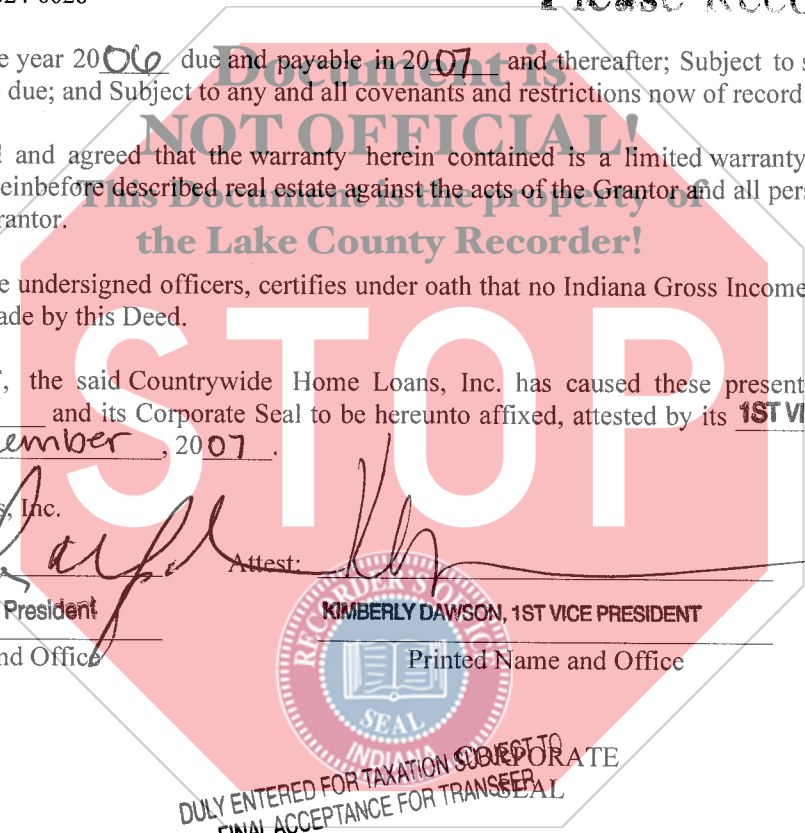 Please Reco
e year 2006 due and payable in 2007 and thereafter; Subject to s
due; and Subject to any and all covenants and restrictions now of record
Document is
NOT OFFICIAL!
This Document is the property of
the Lake County Recorder!
and agreed that the warranty herein contained is a limited warranty
einbefore described real estate against the acts of the Grantor and all pers
rantor.
e undersigned officers, certifies under oath that no Indiana Gross Income
ade by this Deed.
STOP
, the said Countrywide Home Loans, Inc. has caused these present
and its Corporate Seal to be hereunto affixed, attested by its 1ST VI
ember, 2007.
s, Inc.
Attest:
President
KIMBERLY DAWSON, 1ST VICE PRESIDENT
nd Office
Printed Name and Office
RECORDER'S OFFICE
SEAL
INDIANA
CORPORATE
SEAL
DULY ENTERED FOR TAXATION SUBJECT TO
FINAL ACCEPTANCE FOR TRANSFER